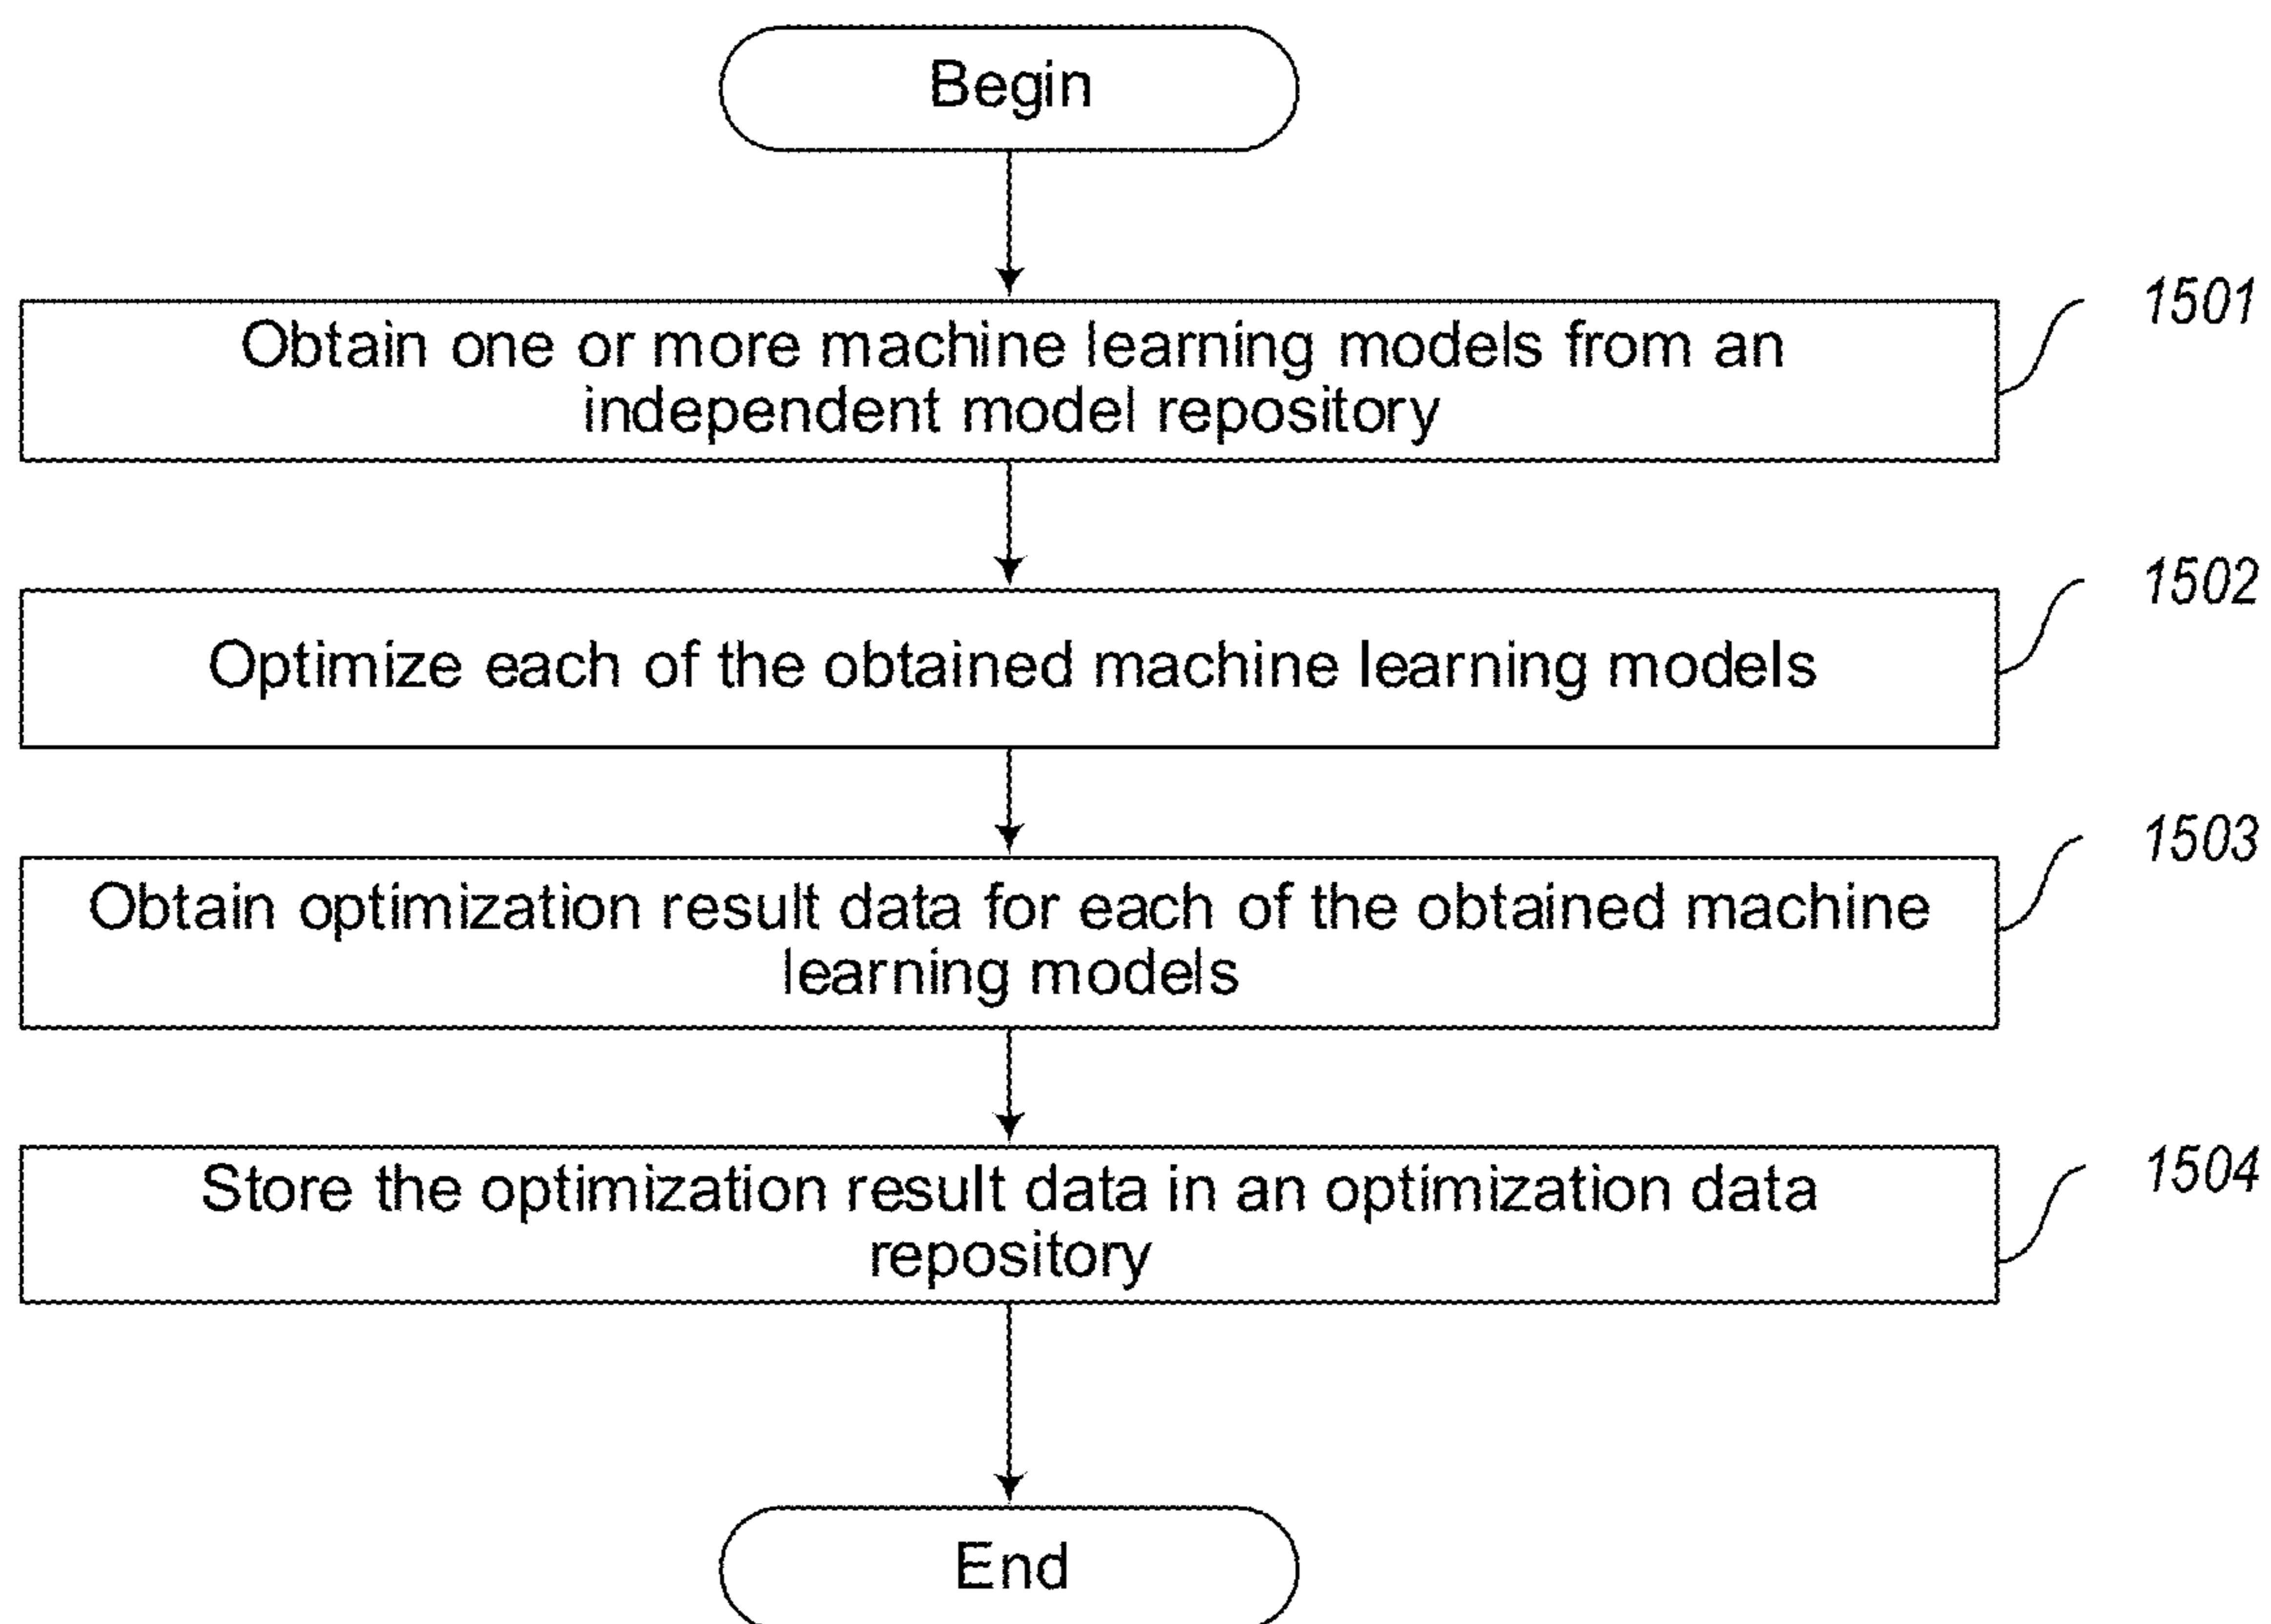 Begin
1501
Obtain one or more machine learning models from an
independent model repository
1502
Optimize each of the obtained machine learning models
1503
Obtain optimization result data for each of the obtained machine
learning models
1504
Store the optimization result data in an optimization data
repository
End